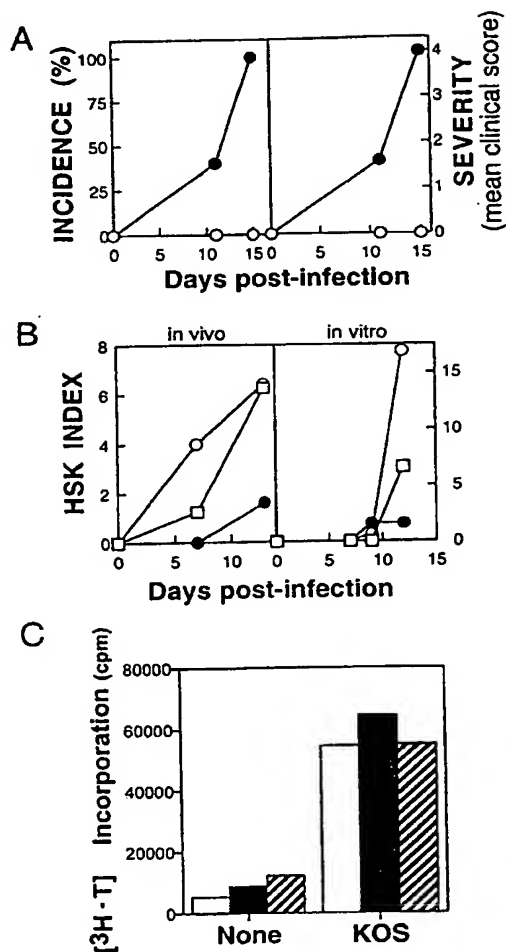 A
INCIDENCE (%)
100
75
50
25
0
0
5
10
15
0
5
10
15
4
3
2
1
0
SEVERITY
(mean clinical score)
Days post-infection
B
in vivo
in vitro
HSK INDEX
8
6
4
2
0
0
5
10
0
5
10
15
15
10
5
0
Days post-infection
C
[3H · T] Incorporation (cpm)
80000
60000
40000
20000
0
None
KOS